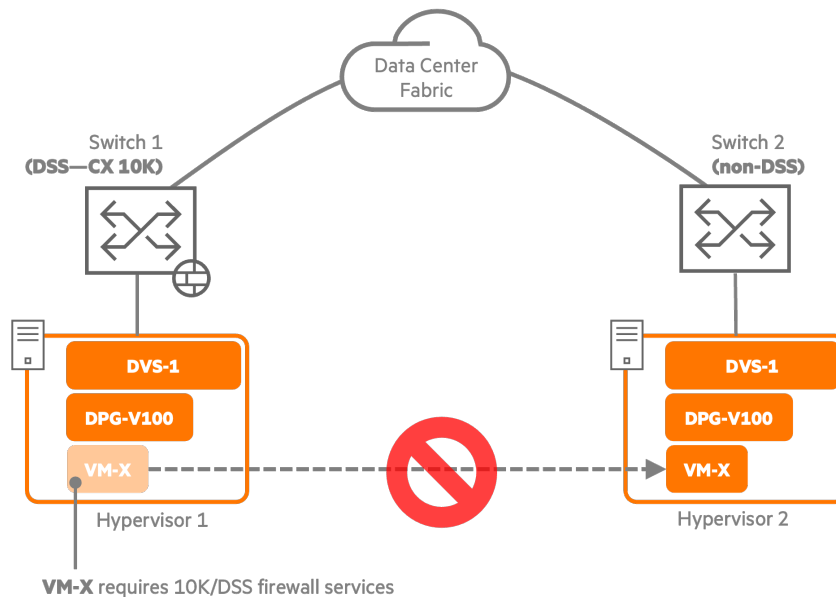 Data Center
Fabric
Switch 1
(DSS—CX 10K)
Switch 2
(non-DSS)
DVS-1
DPG-V100
VM-X
Hypervisor 1
DVS-1
DPG-V100
VM-X
Hypervisor 2
VM-X requires 10K/DSS firewall services